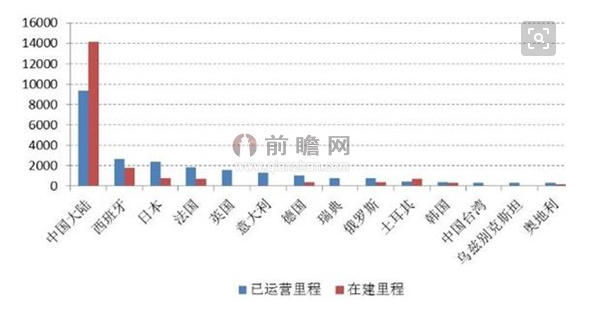 16000
14000
12000
10000
8000
6000
4000
2000
0
前瞻网
中国大陆
西班牙
日本
法国
英国
意大利
德国
瑞典
俄罗斯
土耳其
韩国
中国台湾
乌兹别克斯坦
奥地利
已运营里程 在建里程